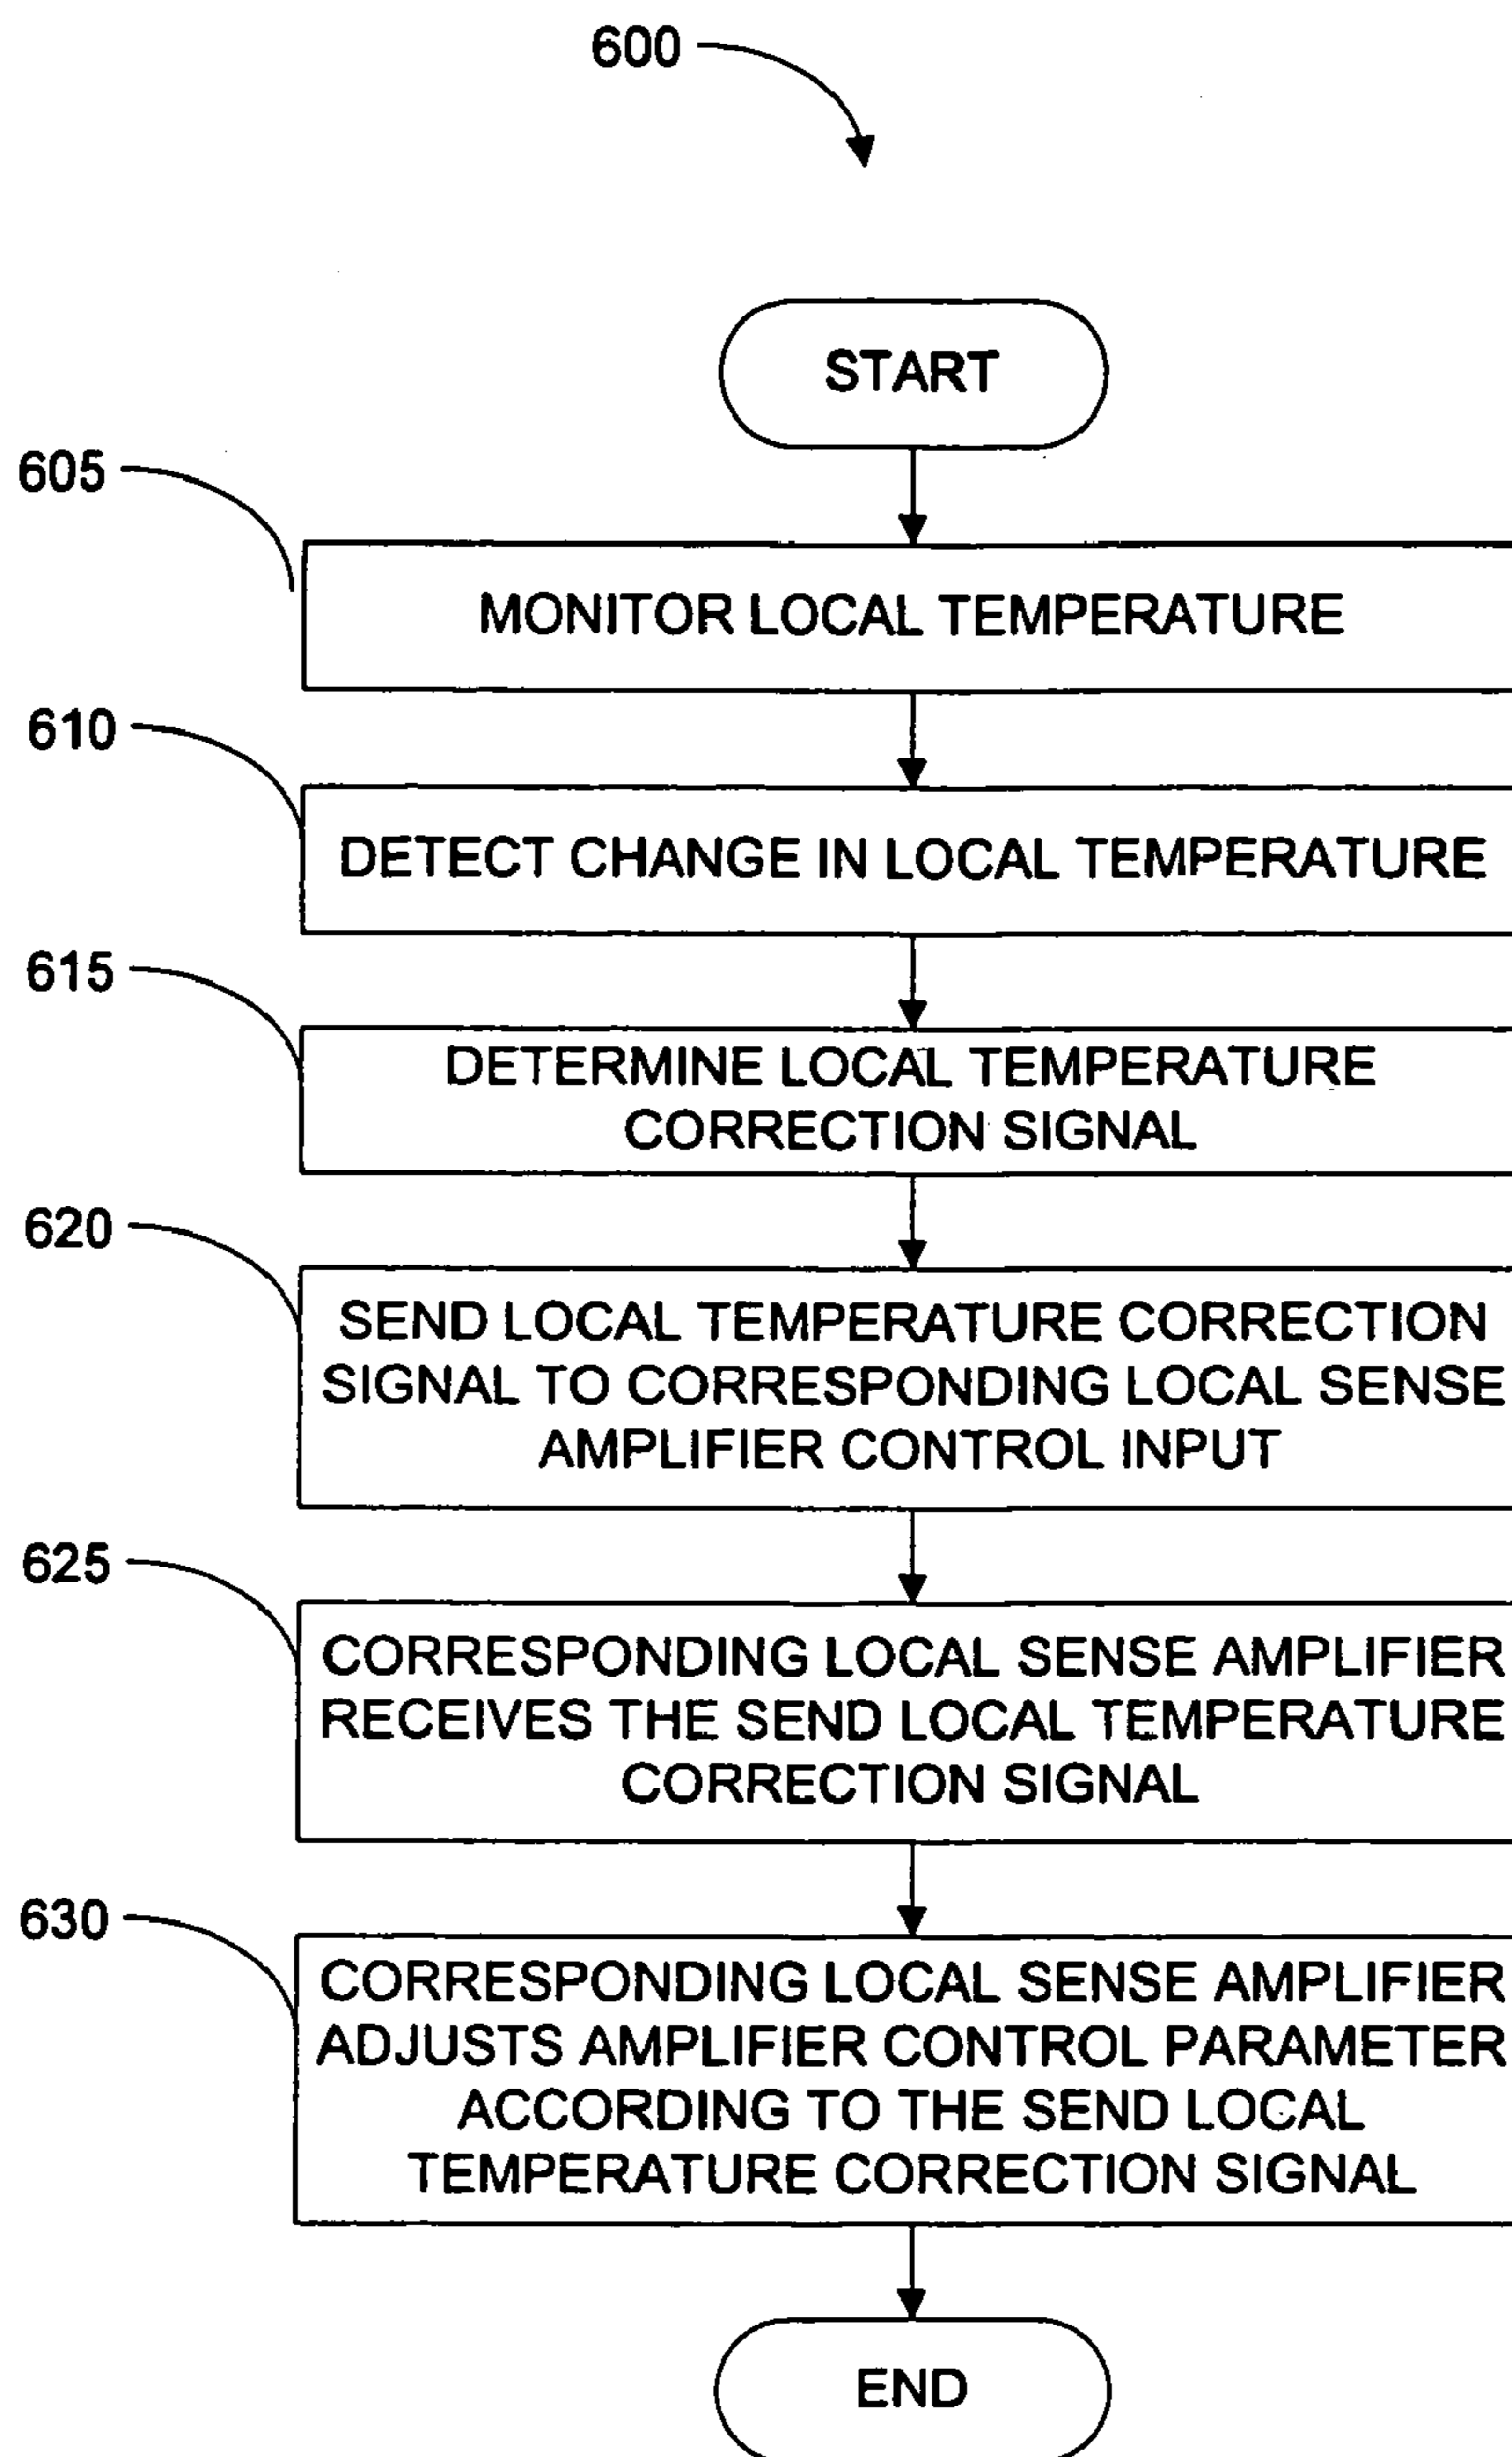 600
START
605
MONITOR LOCAL TEMPERATURE
610
DETECT CHANGE IN LOCAL TEMPERATURE
615
DETERMINE LOCAL TEMPERATURE
CORRECTION SIGNAL
620
SEND LOCAL TEMPERATURE CORRECTION
SIGNAL TO CORRESPONDING LOCAL SENSE
AMPLIFIER CONTROL INPUT
625
CORRESPONDING LOCAL SENSE AMPLIFIER
RECEIVES THE SEND LOCAL TEMPERATURE
CORRECTION SIGNAL
630
CORRESPONDING LOCAL SENSE AMPLIFIER
ADJUSTS AMPLIFIER CONTROL PARAMETER
ACCORDING TO THE SEND LOCAL
TEMPERATURE CORRECTION SIGNAL
END